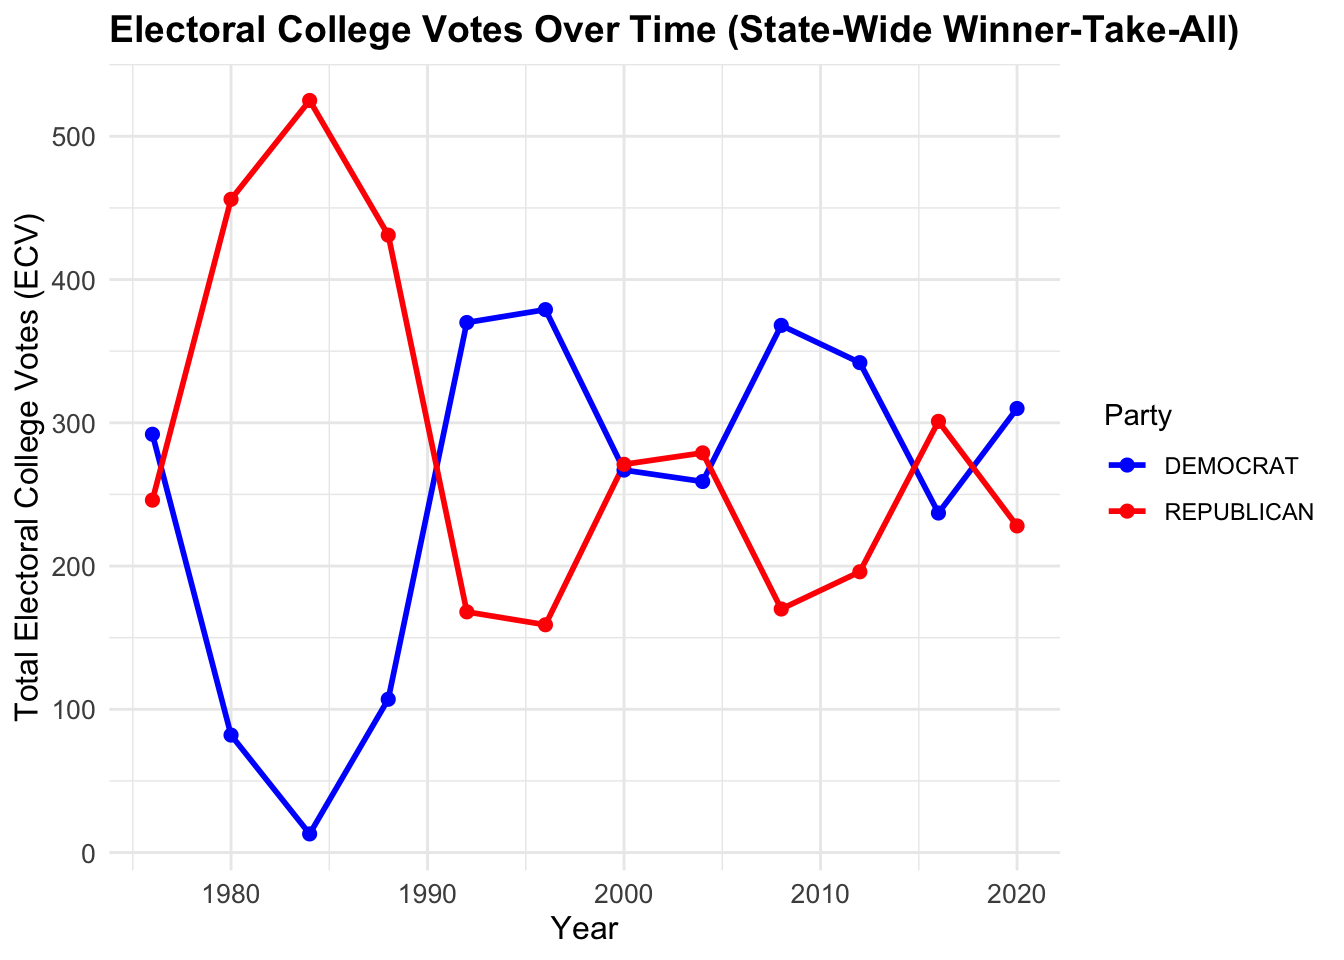 Electoral College Votes Over Time (State-Wide Winner-Take-All)
Total Electoral College Votes (ECV)
500
400
300
200
100
0
1980 1990 2000 2010 2020
Year
Party
DEMOCRAT
REPUBLICAN